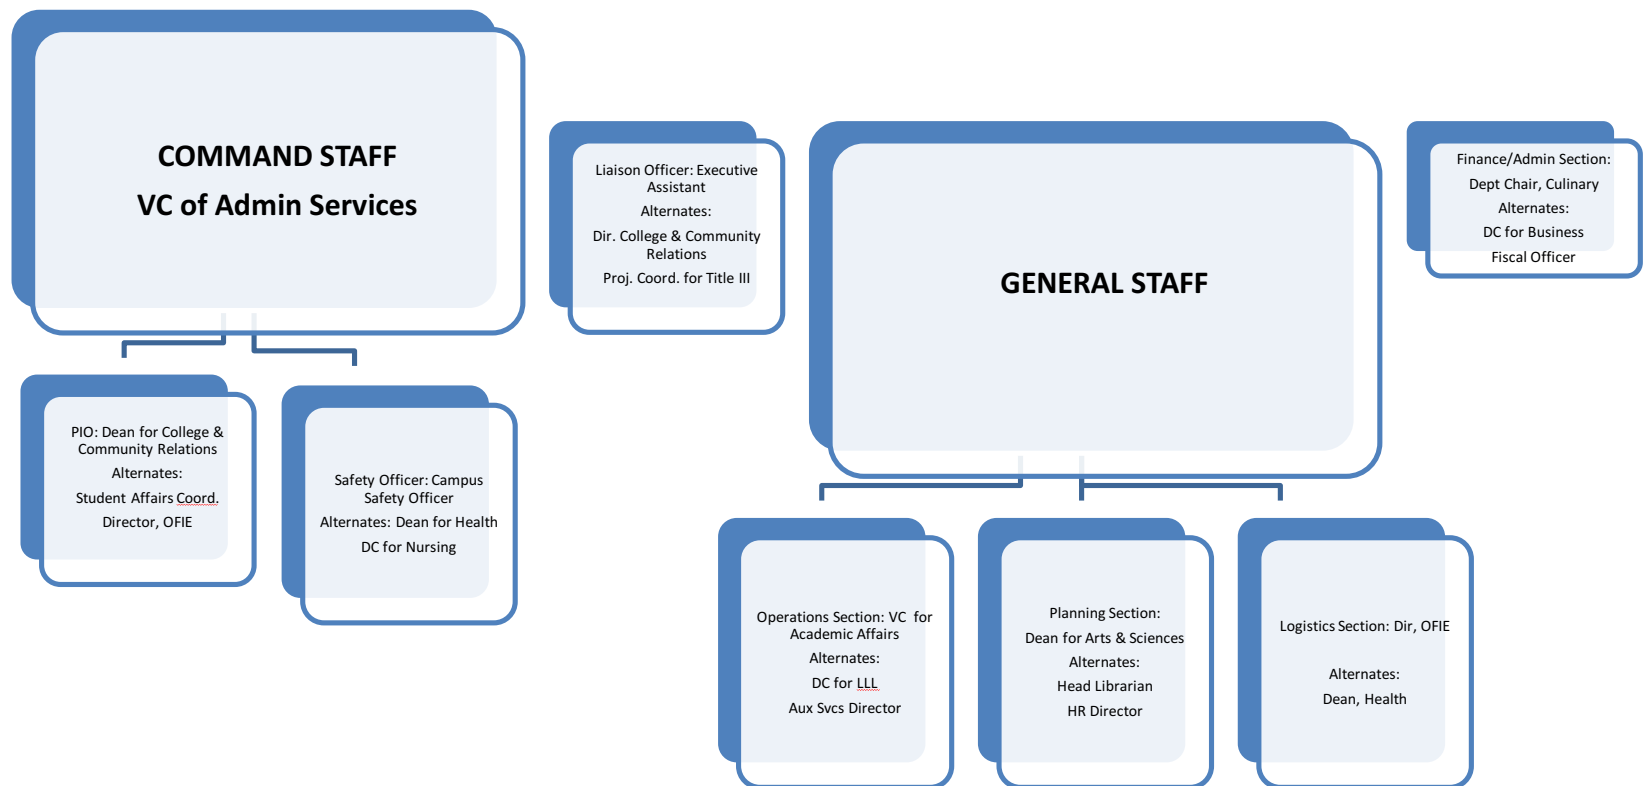 COMMAND STAFF
VC of Admin Services
Liaison Officer: Executive
Assistant
Alternates:
Dir. College & Community
Relations
Proj. Coord. for Title III
GENERAL STAFF
Finance/Admin Section:
Dept Chair, Culinary
Alternates:
DC for Business
Fiscal Officer
PIO: Dean for College &
Community Relations
Alternates:
Student Affairs Coord.
Director, OFIE
Safety Officer: Campus
Safety Officer
Alternates: Dean for Health
DC for Nursing
Operations Section: VC for
Academic Affairs
Alternates:
DC for LLL
Aux Svcs Director
Planning Section:
Dean for Arts & Sciences
Alternates:
Head Librarian
HR Director
Logistics Section: Dir, OFIE
Alternates:
Dean, Health